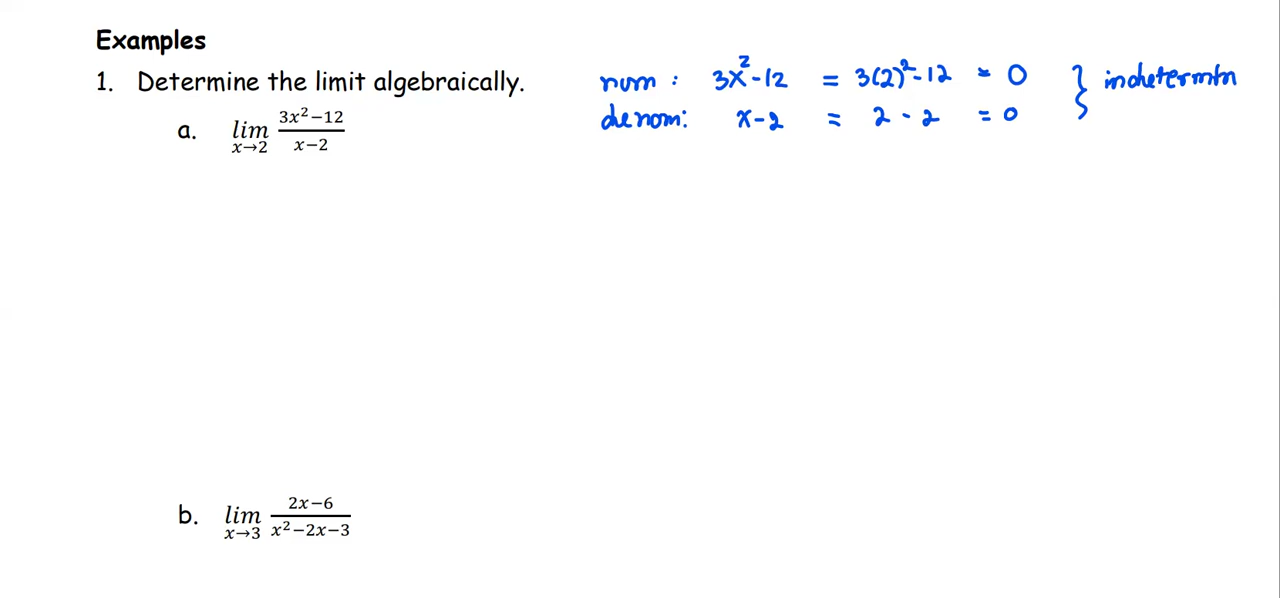 Examples
1. Determine the limit algebraically.
num : 3x²-12 = 3(2)²-12 = 0 } indetermin
a. lim x→2 3x²−12 / x−2
denom: x-2 = 2 - 2 = 0
b. lim x→3 2x−6 / x²−2x−3